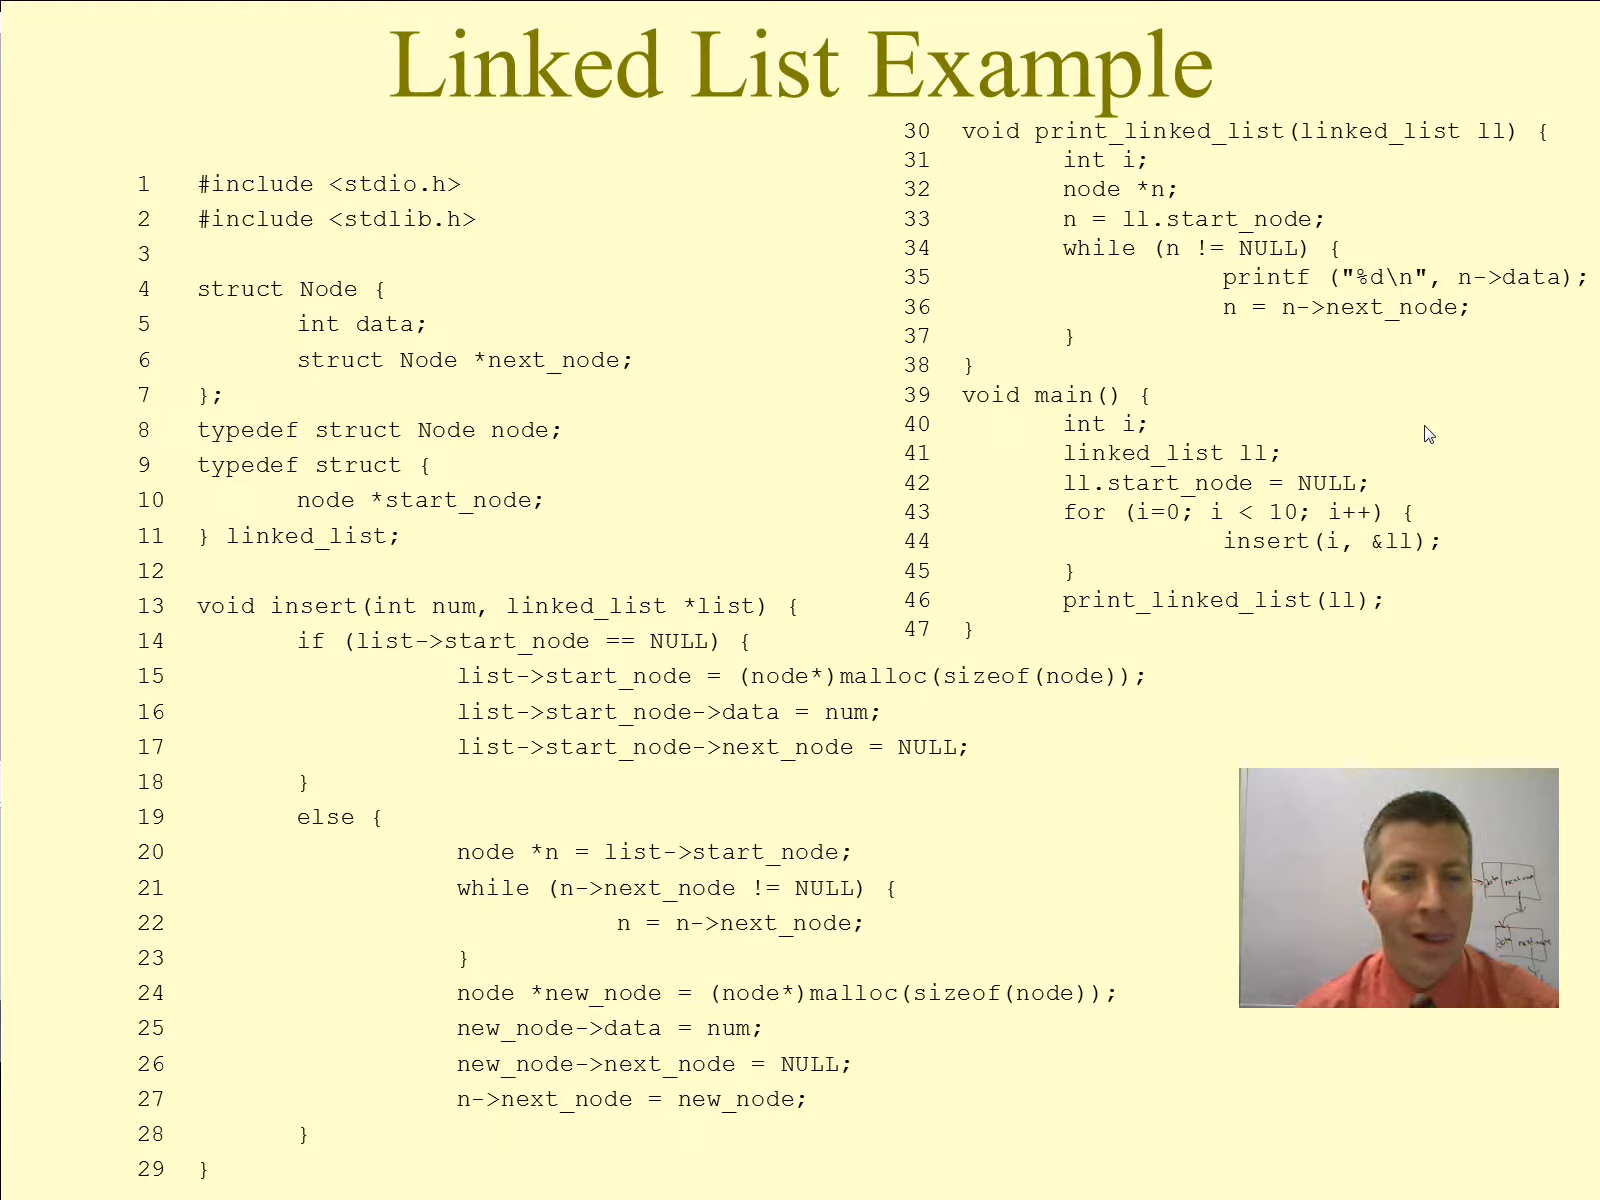 Linked List Example
1 #include <stdio.h>
2 #include <stdlib.h>
3
4 struct Node {
5 int data;
6 struct Node *next_node;
7 };
8 typedef struct Node node;
9 typedef struct {
10 node *start_node;
11 } linked_list;
12
13 void insert(int num, linked_list *list) {
14 if (list->start_node == NULL) {
15 list->start_node = (node*)malloc(sizeof(node));
16 list->start_node->data = num;
17 list->start_node->next_node = NULL;
18 }
19 else {
20 node *n = list->start_node;
21 while (n->next_node != NULL) {
22 n = n->next_node;
23 }
24 node *new_node = (node*)malloc(sizeof(node));
25 new_node->data = num;
26 new_node->next_node = NULL;
27 n->next_node = new_node;
28 }
29 }
30 void print_linked_list(linked_list ll) {
31 int i;
32 node *n;
33 n = ll.start_node;
34 while (n != NULL) {
35 printf ("%d\n", n->data);
36 n = n->next_node;
37 }
38 }
39 void main() {
40 int i;
41 linked_list ll;
42 ll.start_node = NULL;
43 for (i=0; i < 10; i++) {
44 insert(i, &ll);
45 }
46 print_linked_list(ll);
47 }